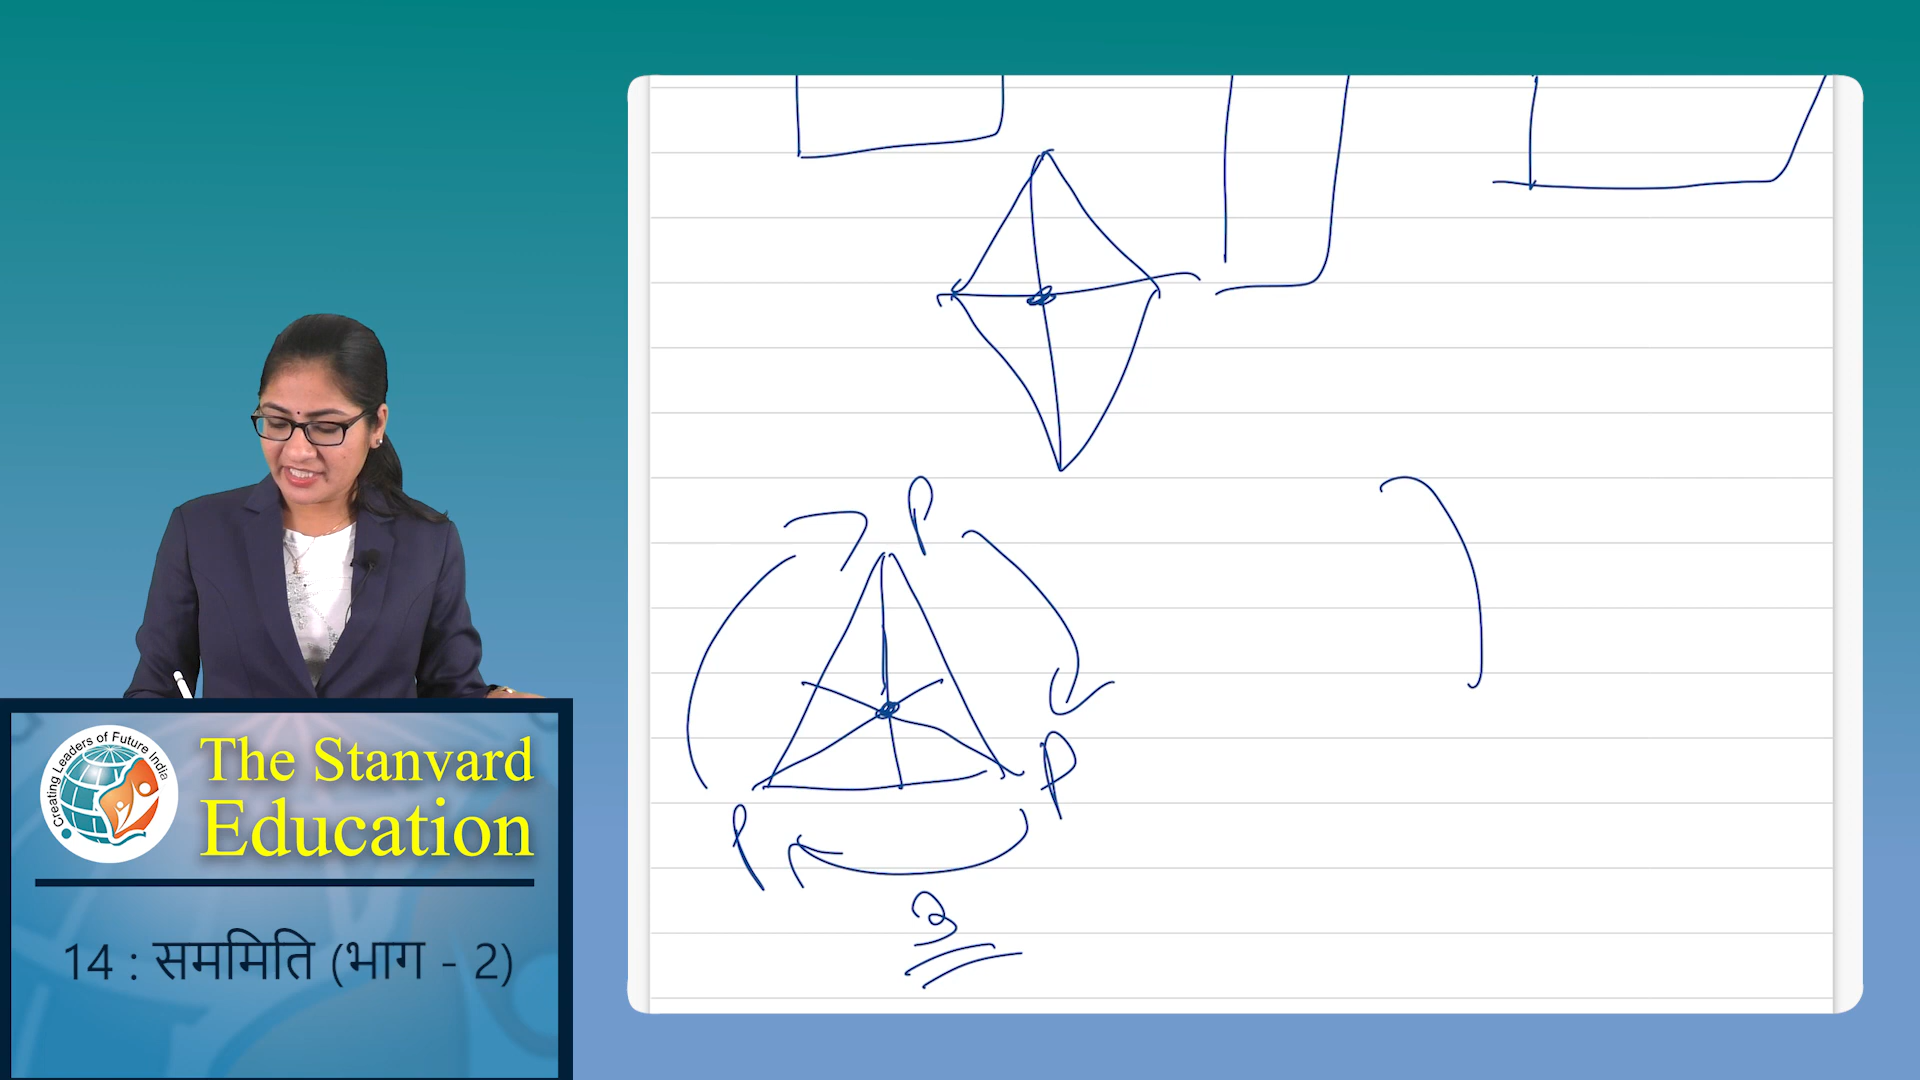 P
P
P
3
Creating Leaders of Future India
The Stanvard
Education
14 : सममिति (भाग - 2)